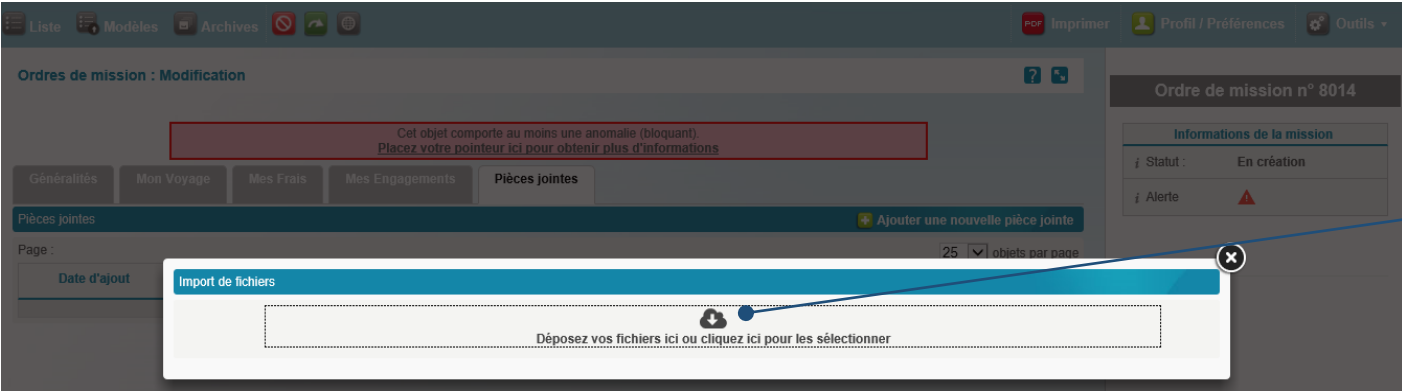 Liste Modèles Archives PDF Imprimer Profil / Préférences Outils
Ordres de mission : Modification ?
Ordre de mission n° 8014
Cet objet comporte au moins une anomalie (bloquant).
Placez votre pointeur ici pour obtenir plus d'informations
Informations de la mission
i Statut : En création
i Alerte
Généralités Mon Voyage Mes Frais Mes Engagements Pièces jointes
Pièces jointes Ajouter une nouvelle pièce jointe
Page : 25 objets par page
Date d'ajout
Import de fichiers
Déposez vos fichiers ici ou cliquez ici pour les sélectionner